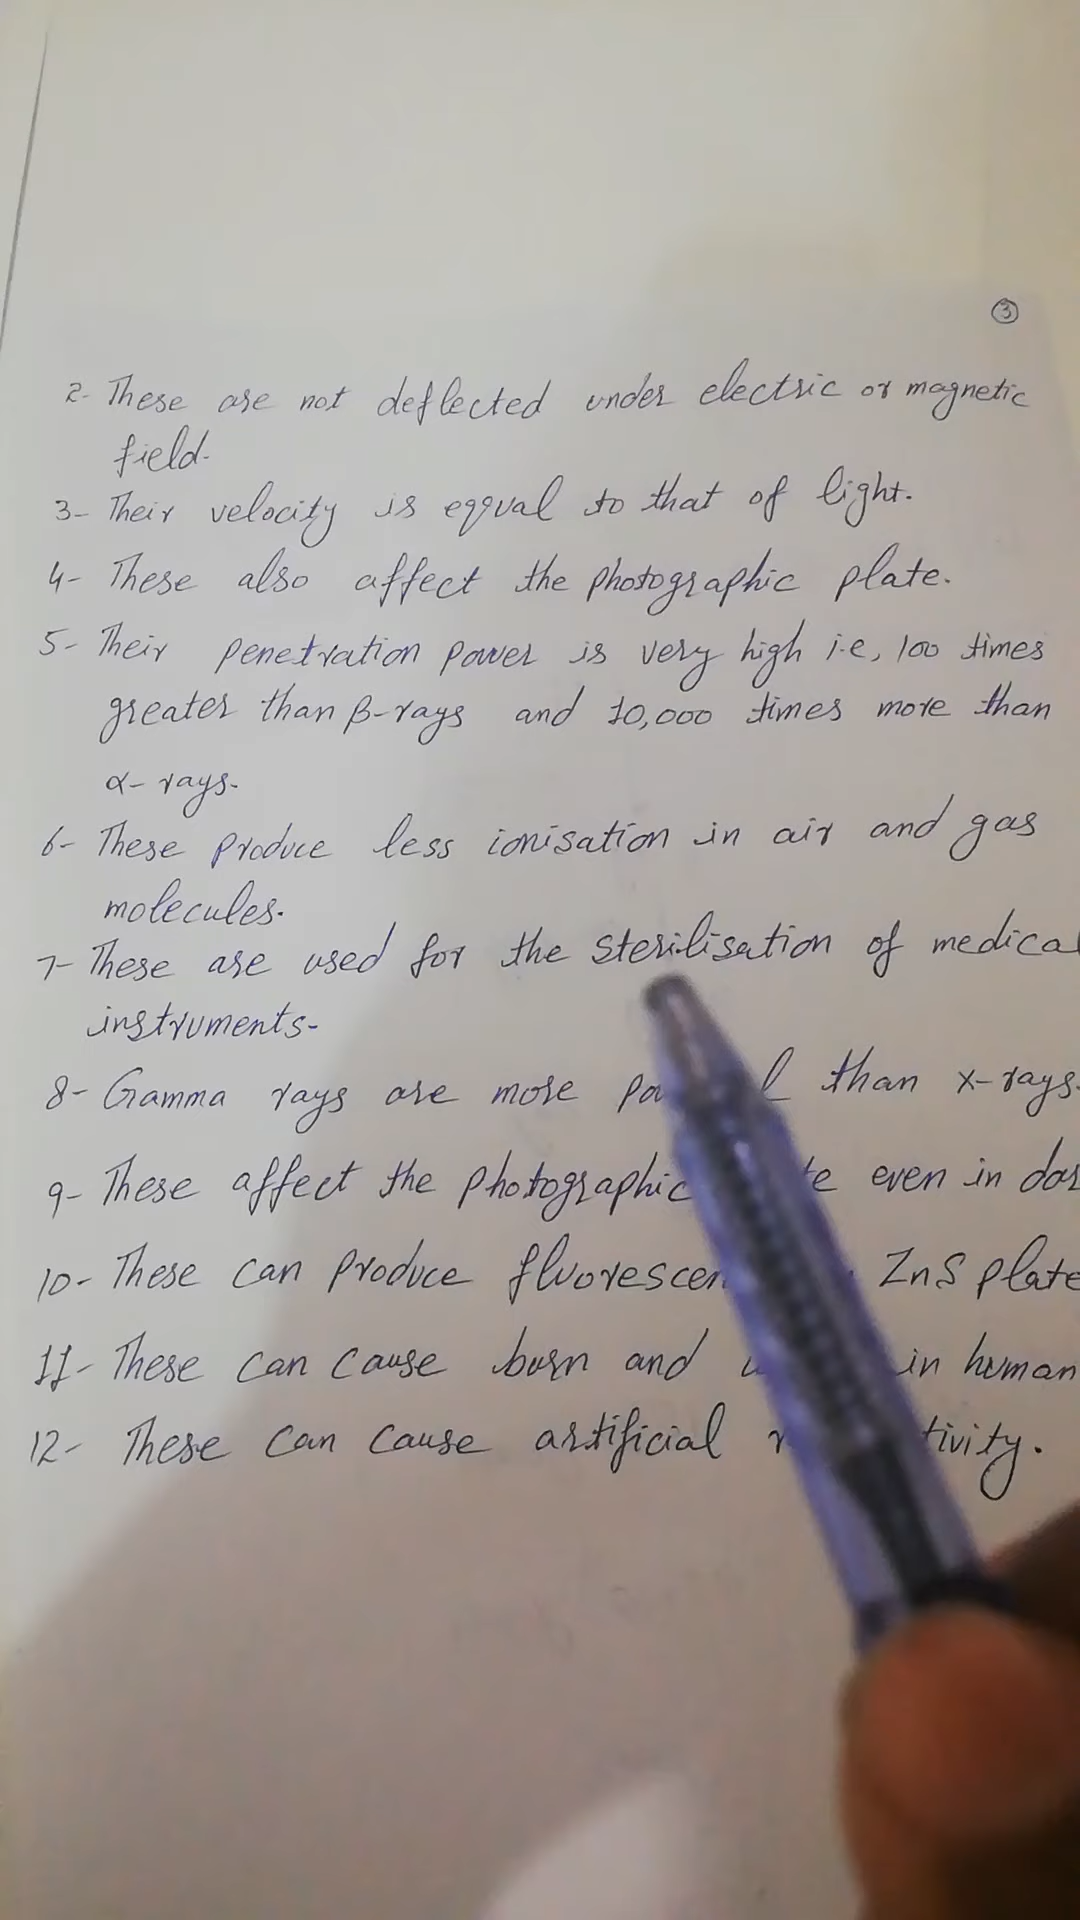 3
2- These are not deflected under electric or magnetic
field.
3- Their velocity is eqqual to that of light.
4- These also affect the photographic plate.
5- Their penetration power is very high i.e, 100 times
greater than β-rays and 10,000 times more than
α- rays.
6- These produce less ionisation in air and gas
molecules.
7- These are used for the sterilisation of medical
instruments-
8- Gamma rays are more than x-rays.
9- These affect the photographic even in
10- These can produce ZnS plate
11- These can cause burn and in human
12- These can cause artificial